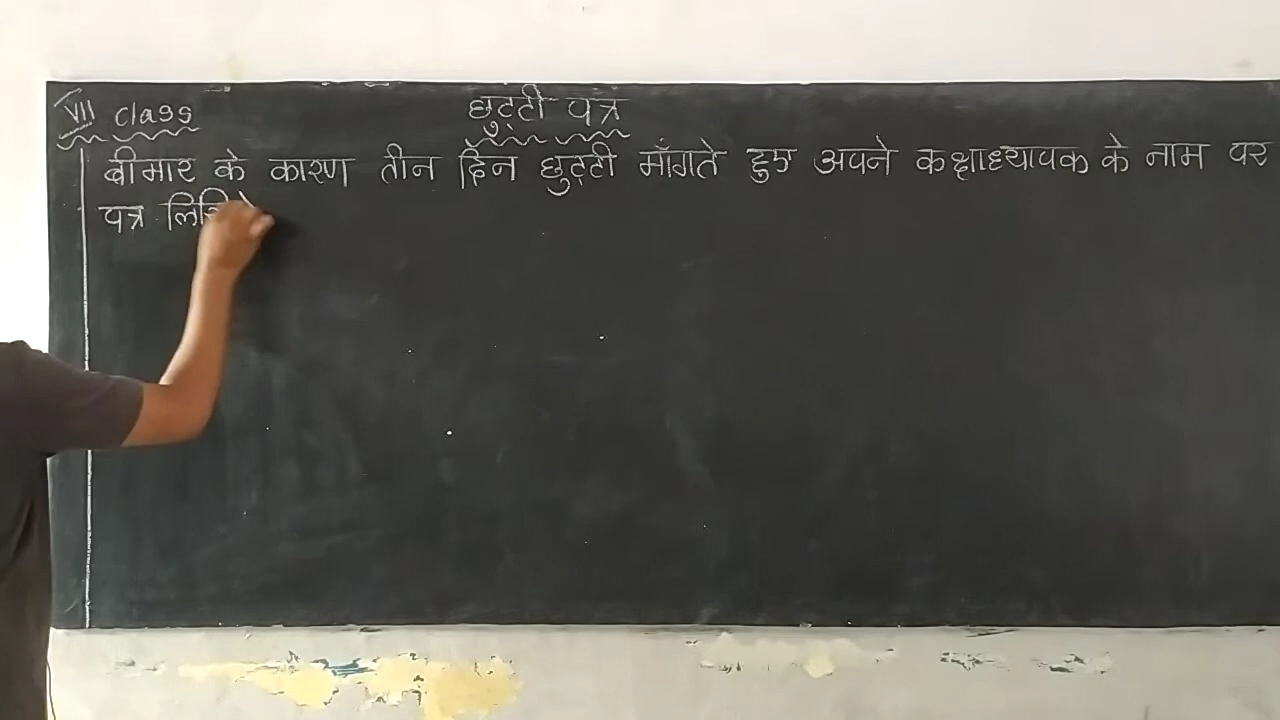 VII class
छुट्टी पत्र
बीमार के कारण तीन दिन छुट्टी माँगते हुए अपने कक्षाध्यापक के नाम पर
पत्र